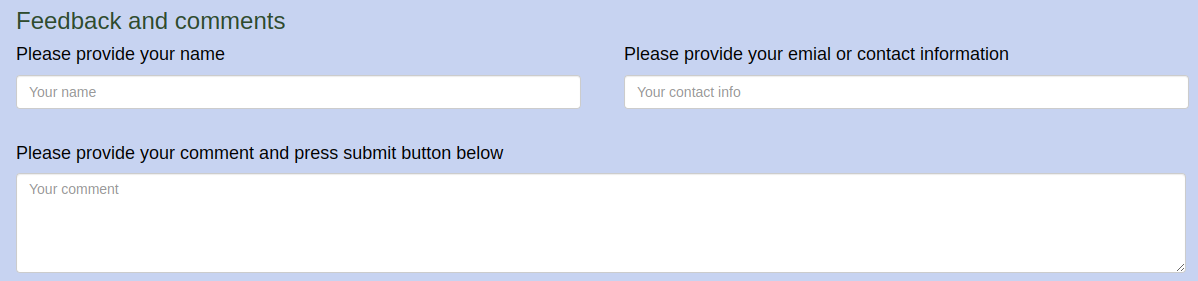 Feedback and comments
Please provide your name
Please provide your emial or contact information
Your name
Your contact info
Please provide your comment and press submit button below
Your comment